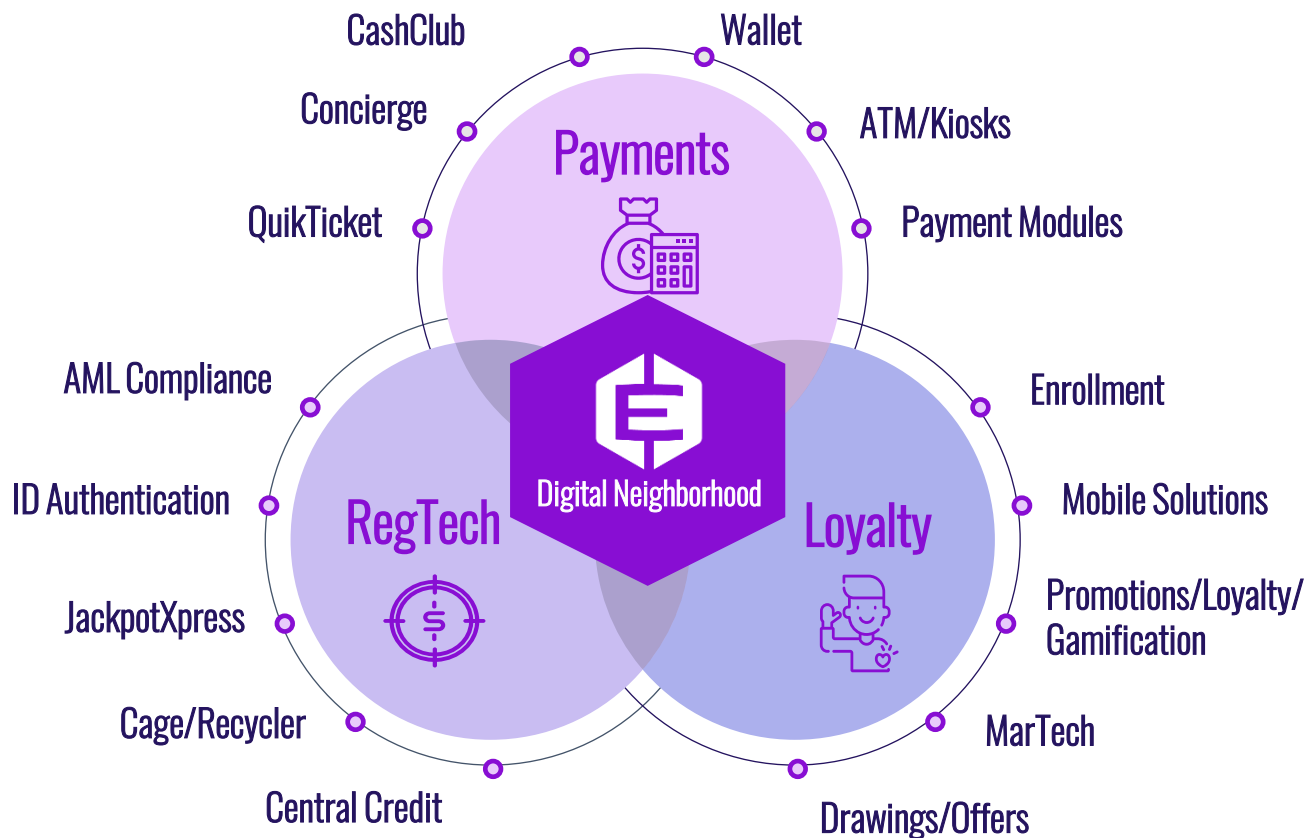 CashClub
Wallet
Concierge
ATM/Kiosks
Payments
QuikTicket
Payment Modules
AML Compliance
Enrollment
Digital Neighborhood
ID Authentication
Mobile Solutions
RegTech
Loyalty
JackpotXpress
Promotions/Loyalty/
Gamification
Cage/Recycler
MarTech
Central Credit
Drawings/Offers